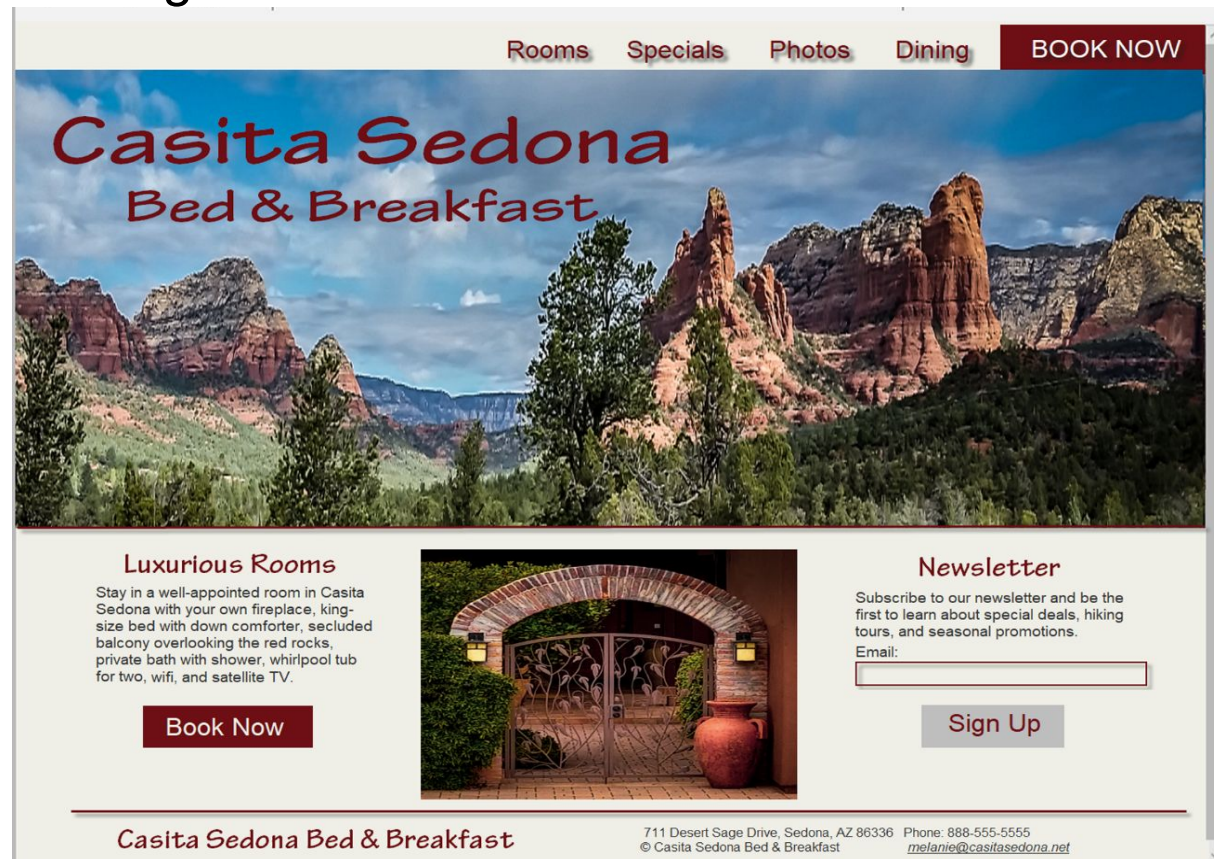 Rooms Specials Photos Dining BOOK NOW
Casita Sedona
Bed & Breakfast
Luxurious Rooms
Stay in a well-appointed room in Casita
Sedona with your own fireplace, king-
size bed with down comforter, secluded
balcony overlooking the red rocks,
private bath with shower, whirlpool tub
for two, wifi, and satellite TV.
Book Now
Newsletter
Subscribe to our newsletter and be the
first to learn about special deals, hiking
tours, and seasonal promotions.
Email:
Sign Up
Casita Sedona Bed & Breakfast
711 Desert Sage Drive, Sedona, AZ 86336 Phone: 888-555-5555
© Casita Sedona Bed & Breakfast melanie@casitasedona.net